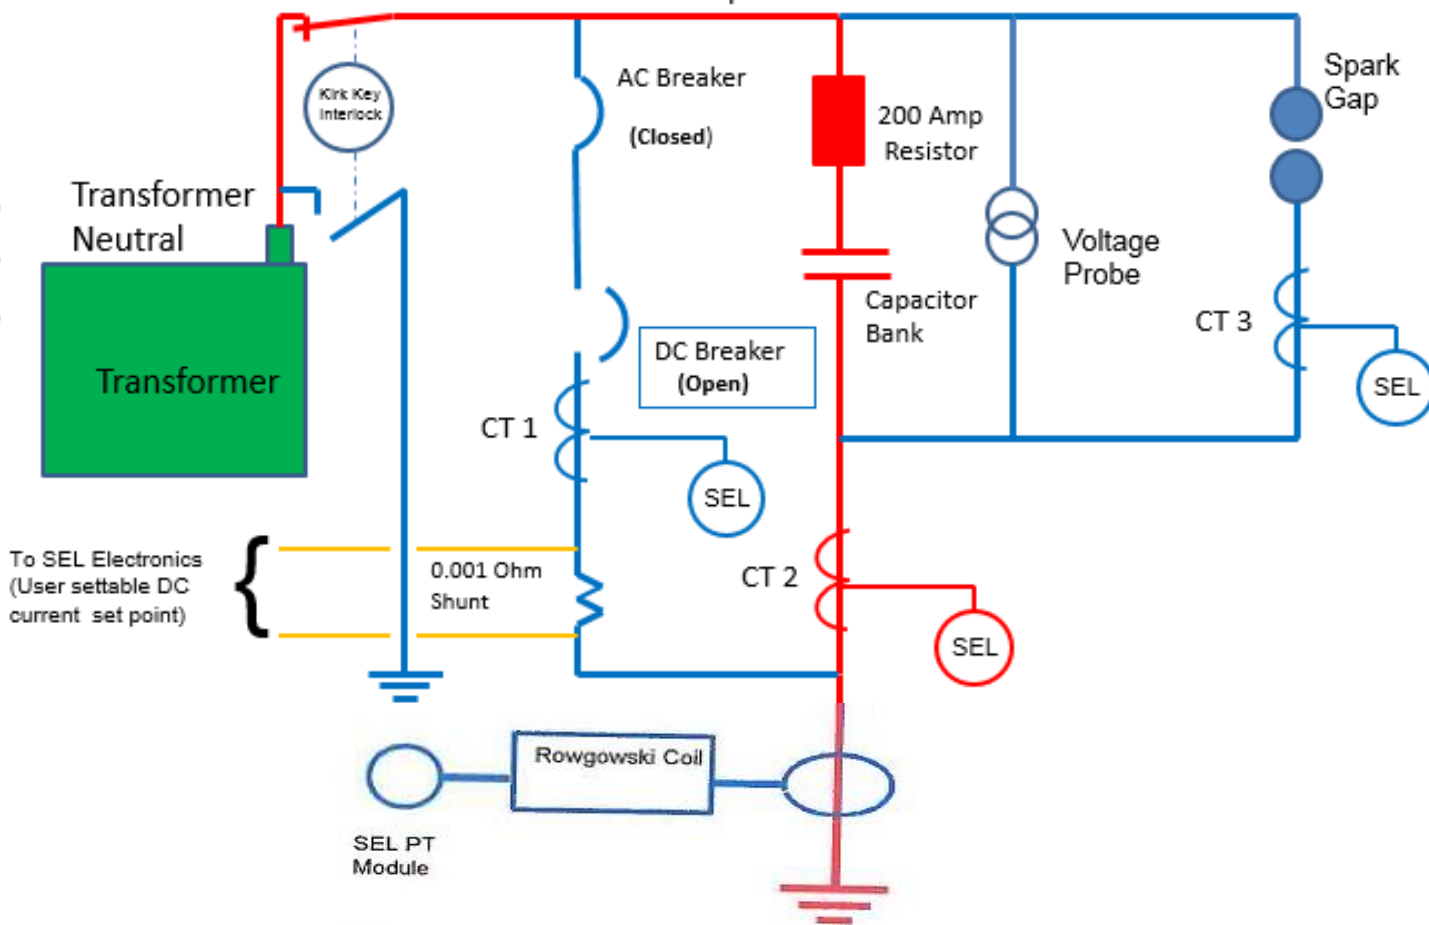 Kirk Key
Interlock
AC Breaker
(Closed)
200 Amp
Resistor
Spark
Gap
Transformer
Neutral
Voltage
Probe
Capacitor
Bank
CT 3
SEL
DC Breaker
(Open)
Transformer
CT 1
SEL
To SEL Electronics
(User settable DC
current set point)
0.001 Ohm
Shunt
CT 2
SEL
Rowgowski Coil
SEL PT
Module